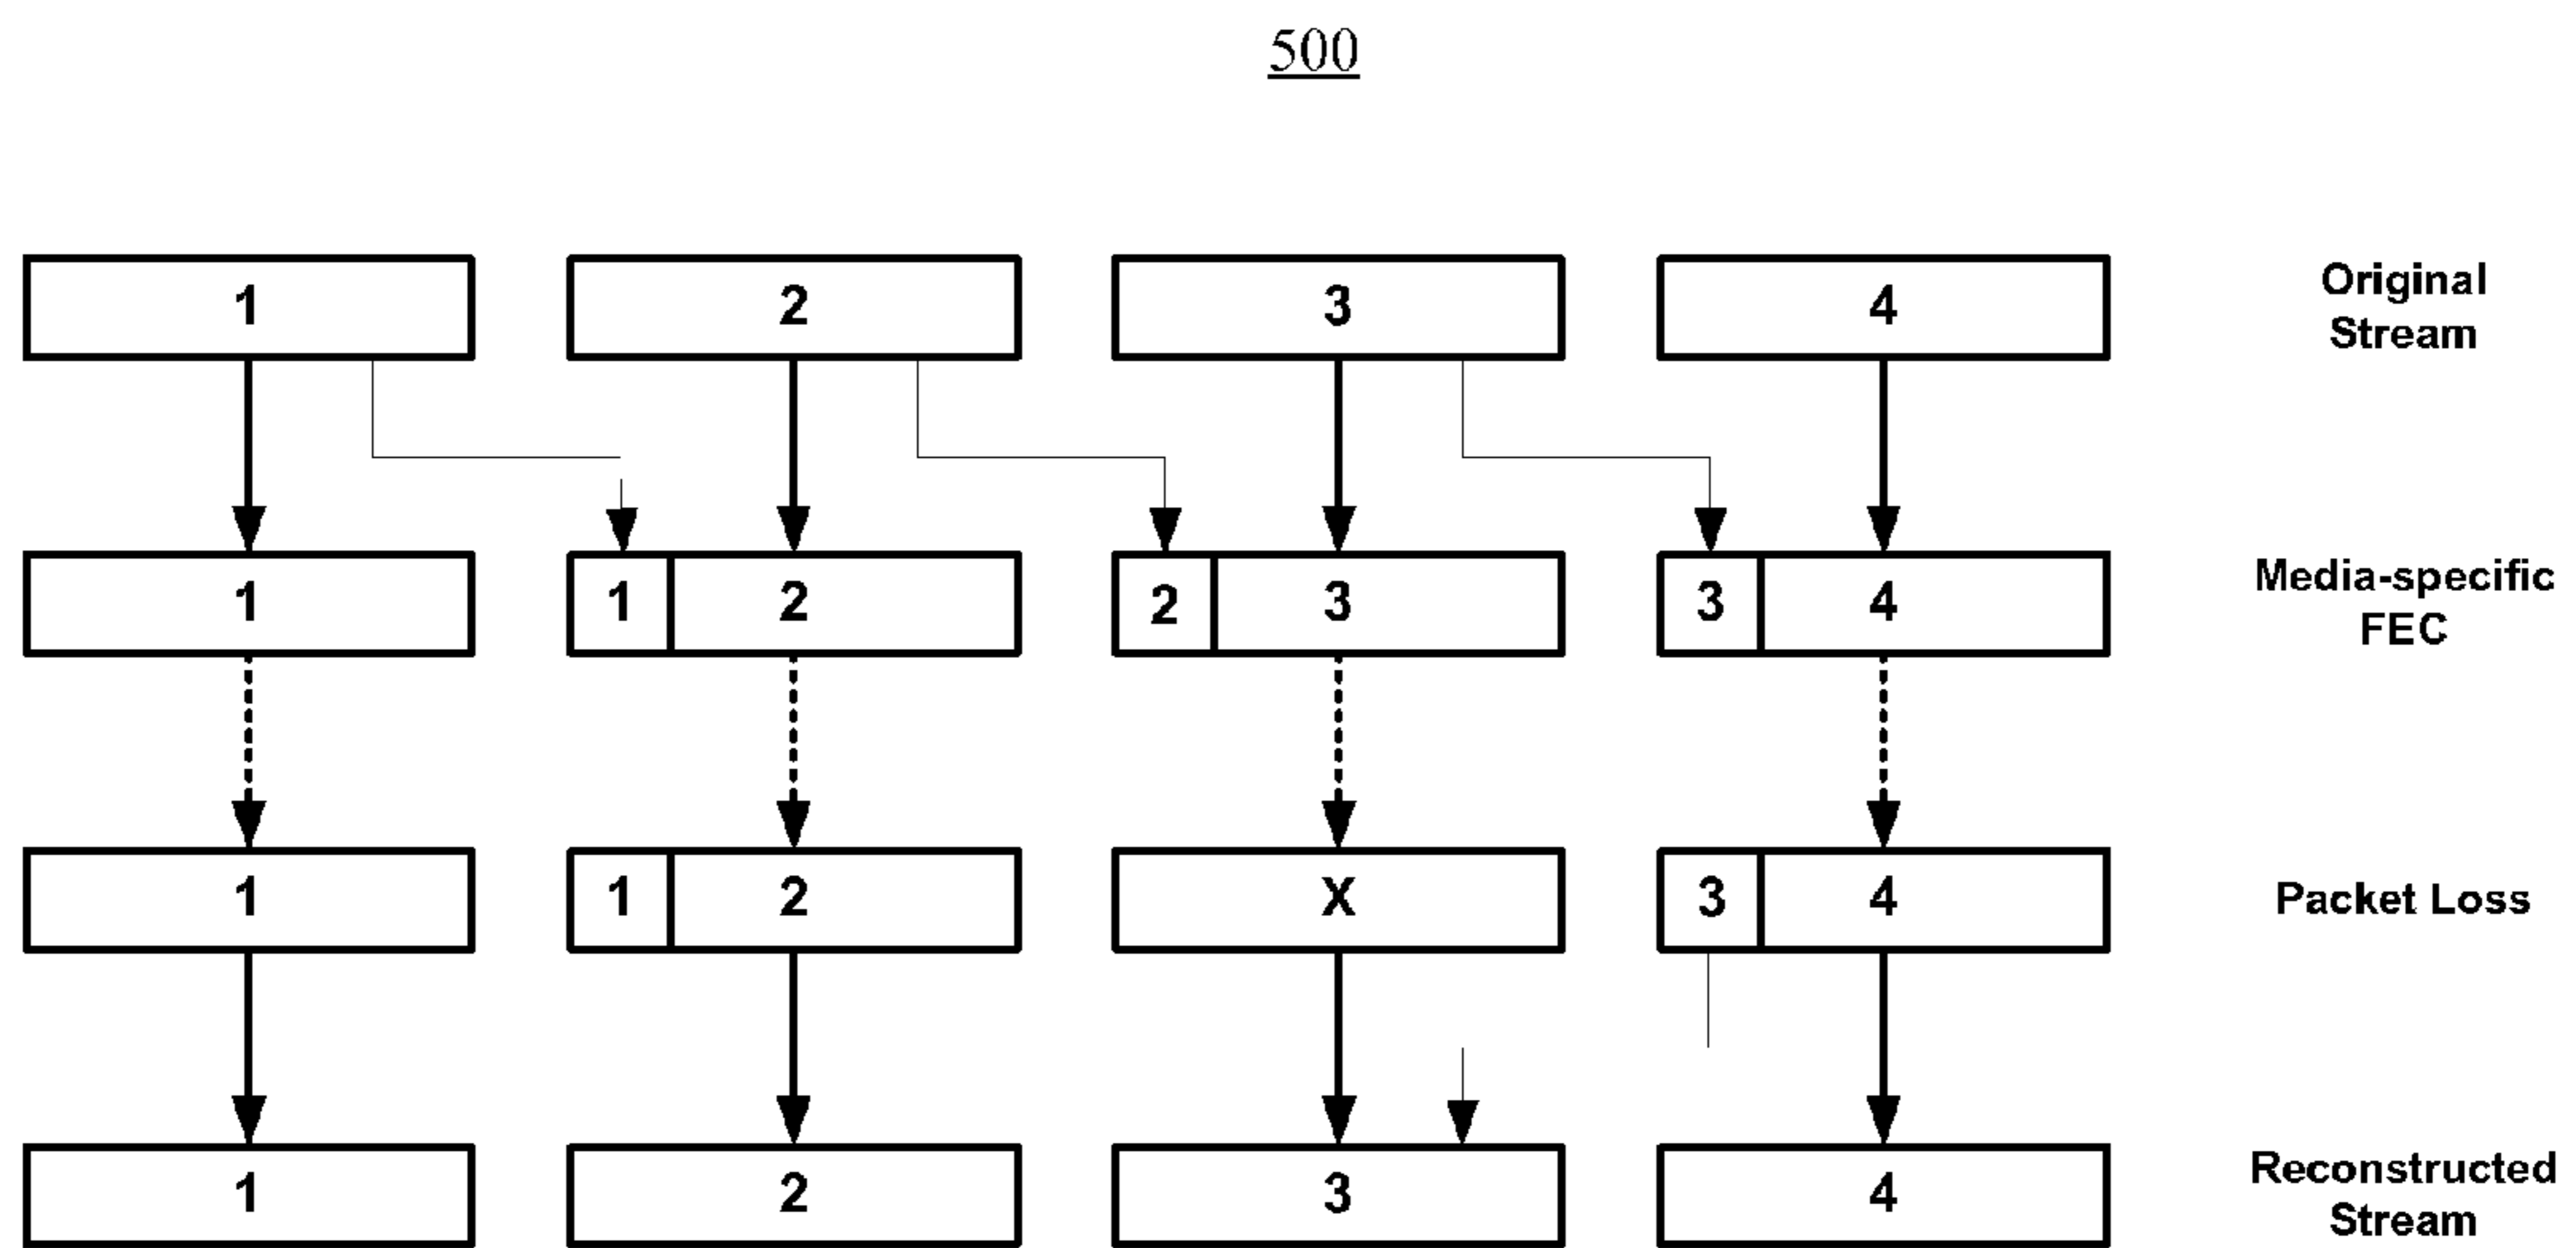 500
1 2 3 4 Original
Stream
1 1 2 2 3 3 4 Media-specific
FEC
1 1 2 X 3 4 Packet Loss
1 2 3 4 Reconstructed
Stream